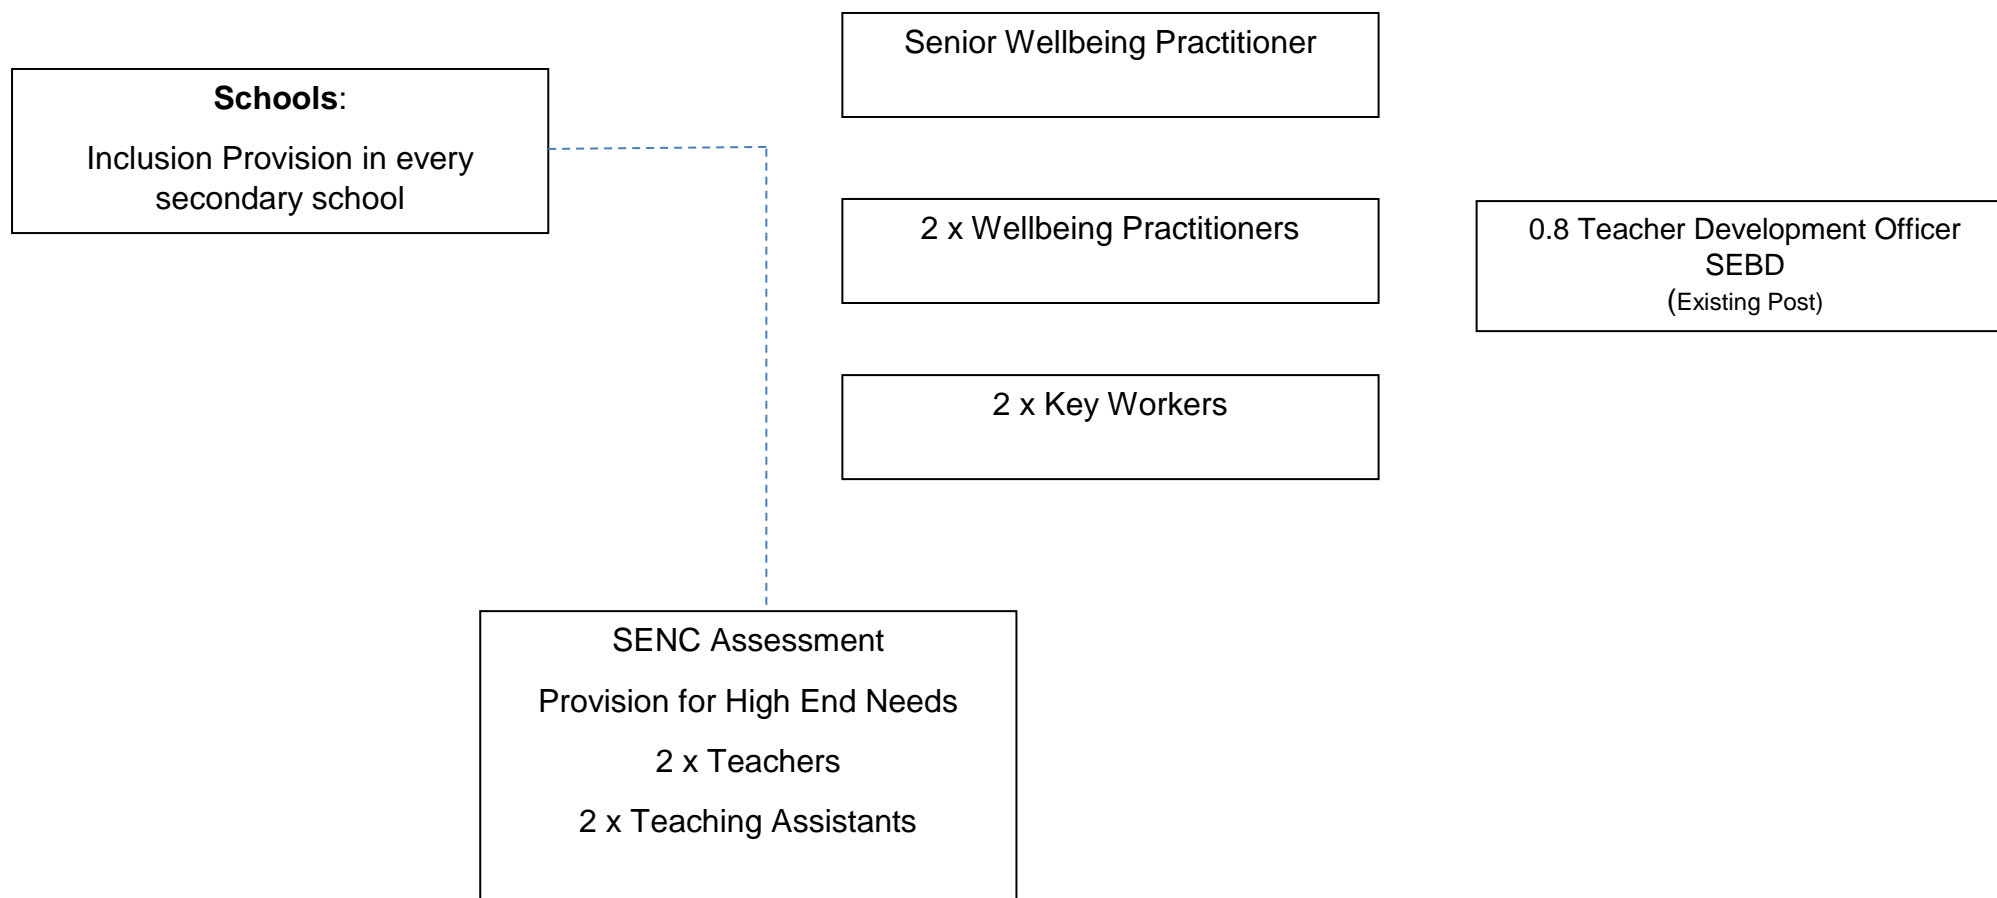 Senior Wellbeing Practitioner
Schools:
Inclusion Provision in every
secondary school
2 x Wellbeing Practitioners
0.8 Teacher Development Officer
SEBD
(Existing Post)
2 x Key Workers
SENC Assessment
Provision for High End Needs
2 x Teachers
2 x Teaching Assistants